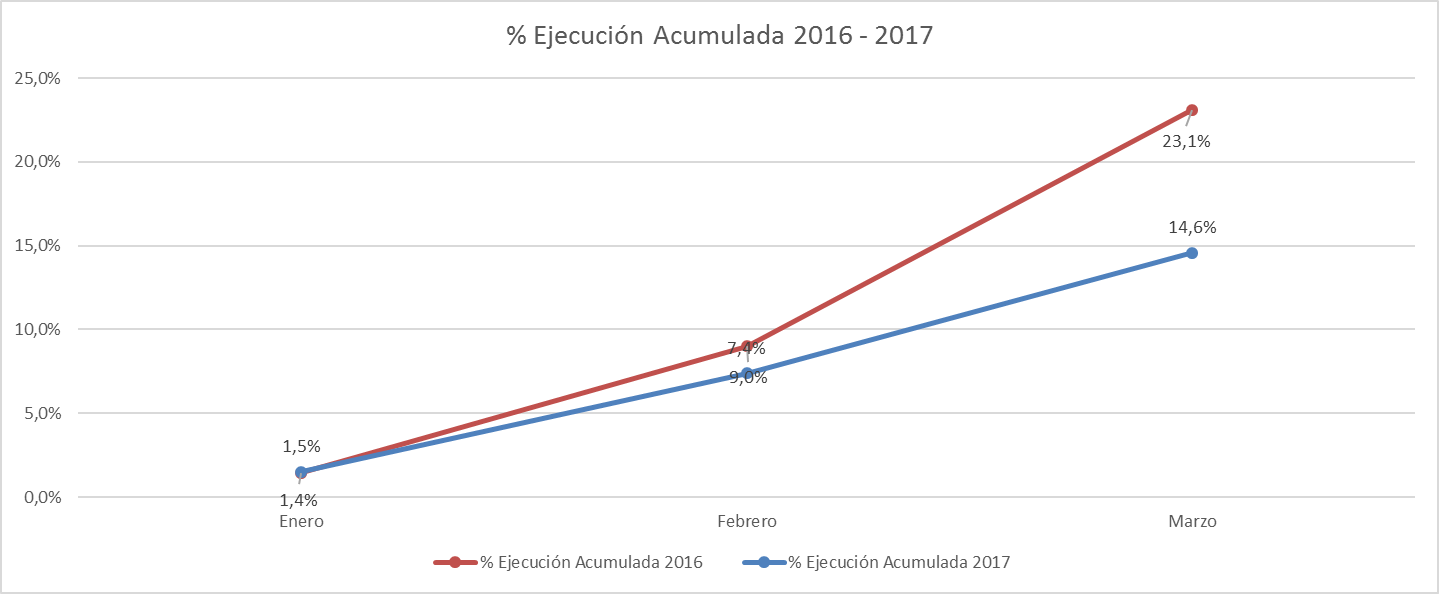 % Ejecución Acumulada 2016 - 2017
25,0%
20,0%
15,0%
10,0%
5,0%
0,0%
23,1%
14,6%
7,4%
9,0%
1,5%
1,4%
Enero
Febrero
Marzo
% Ejecución Acumulada 2016
% Ejecución Acumulada 2017